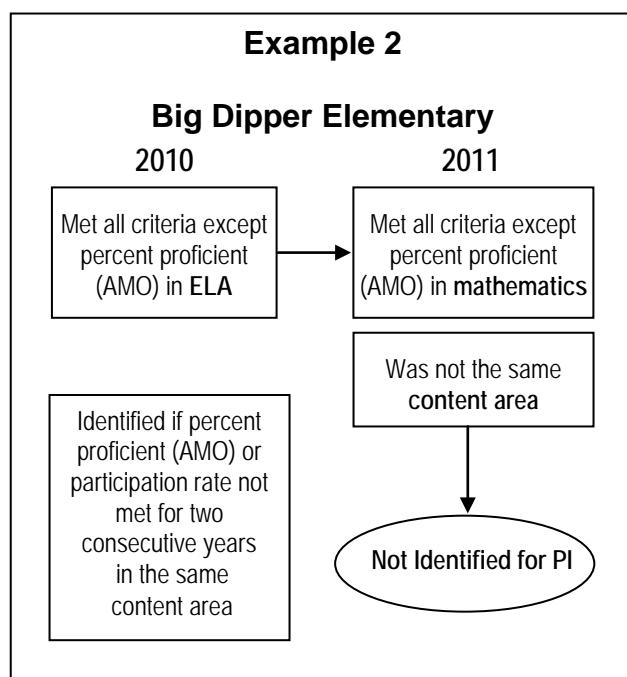 Example 2
Big Dipper Elementary
2010
2011
Met all criteria except
percent proficient
(AMO) in ELA
Met all criteria except
percent proficient
(AMO) in mathematics
Was not the same
content area
Identified if percent
proficient (AMO) or
participation rate not
met for two
consecutive years
in the same
content area
Not Identified for PI